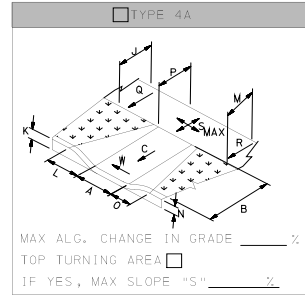 TYPE 4A
J
P
Q
M
S
MAX
R
K
C
W
L
A
O
N
B
MAX ALG. CHANGE IN GRADE ______ %
TOP TURNING AREA
IF YES, MAX SLOPE "S" ______ %